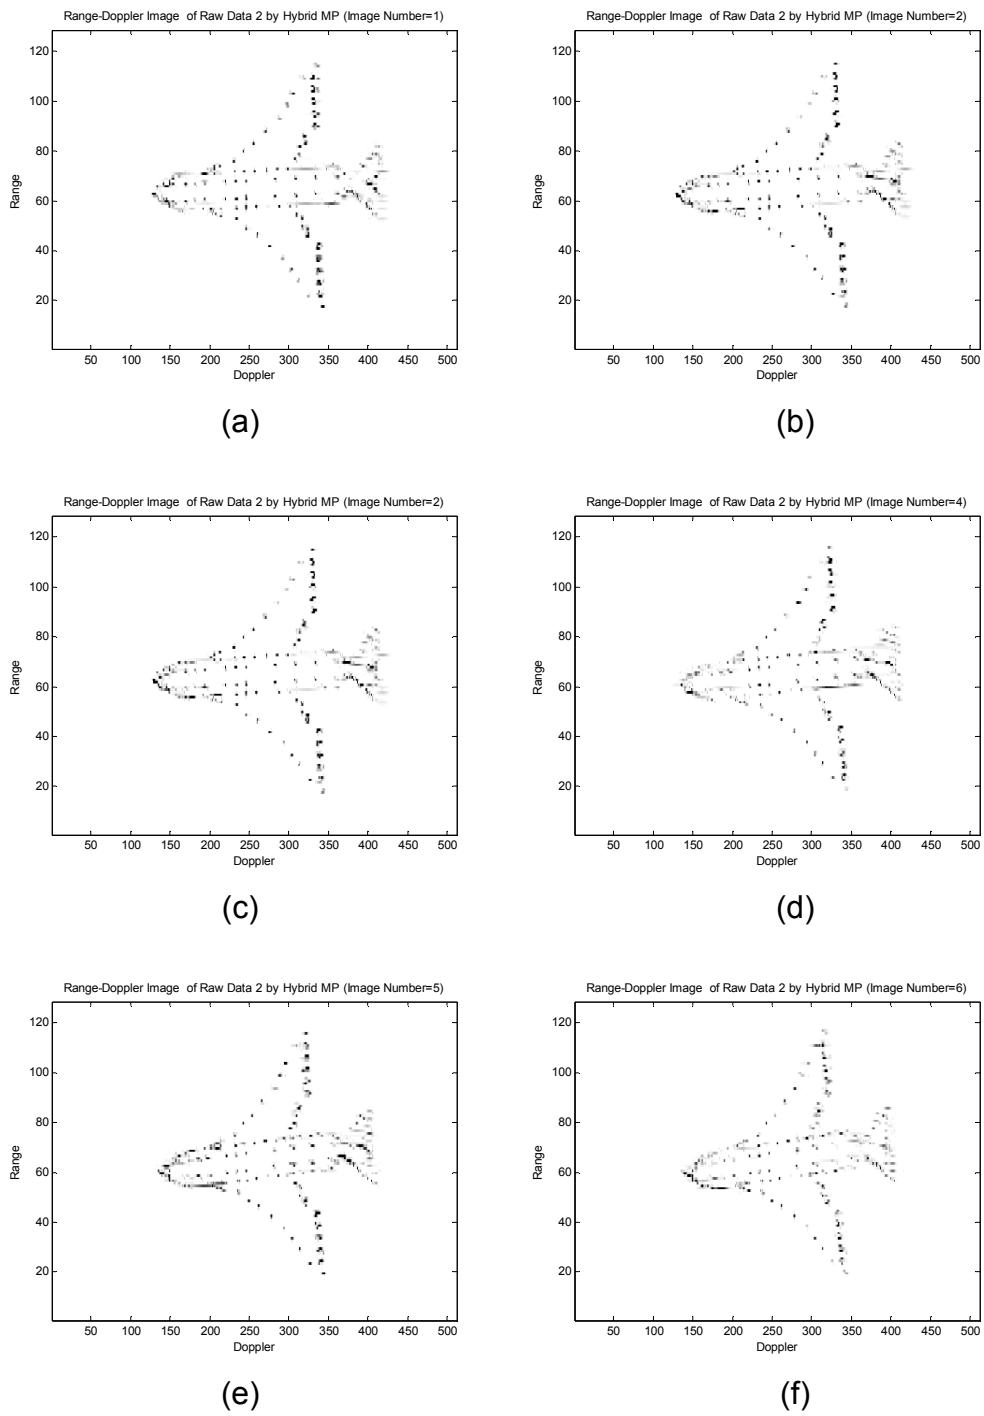 Range-Doppler Image of Raw Data 2 by Hybrid MP (Image Number=1)
120
100
80
60
40
20
Range
50 100 150 200 250 300 350 400 450 500
Doppler
(a)
Range-Doppler Image of Raw Data 2 by Hybrid MP (Image Number=2)
120
100
80
60
40
20
Range
50 100 150 200 250 300 350 400 450 500
Doppler
(b)
Range-Doppler Image of Raw Data 2 by Hybrid MP (Image Number=2)
120
100
80
60
40
20
Range
50 100 150 200 250 300 350 400 450 500
Doppler
(c)
Range-Doppler Image of Raw Data 2 by Hybrid MP (Image Number=4)
120
100
80
60
40
20
Range
50 100 150 200 250 300 350 400 450 500
Doppler
(d)
Range-Doppler Image of Raw Data 2 by Hybrid MP (Image Number=5)
120
100
80
60
40
20
Range
50 100 150 200 250 300 350 400 450 500
Doppler
(e)
Range-Doppler Image of Raw Data 2 by Hybrid MP (Image Number=6)
120
100
80
60
40
20
Range
50 100 150 200 250 300 350 400 450 500
Doppler
(f)